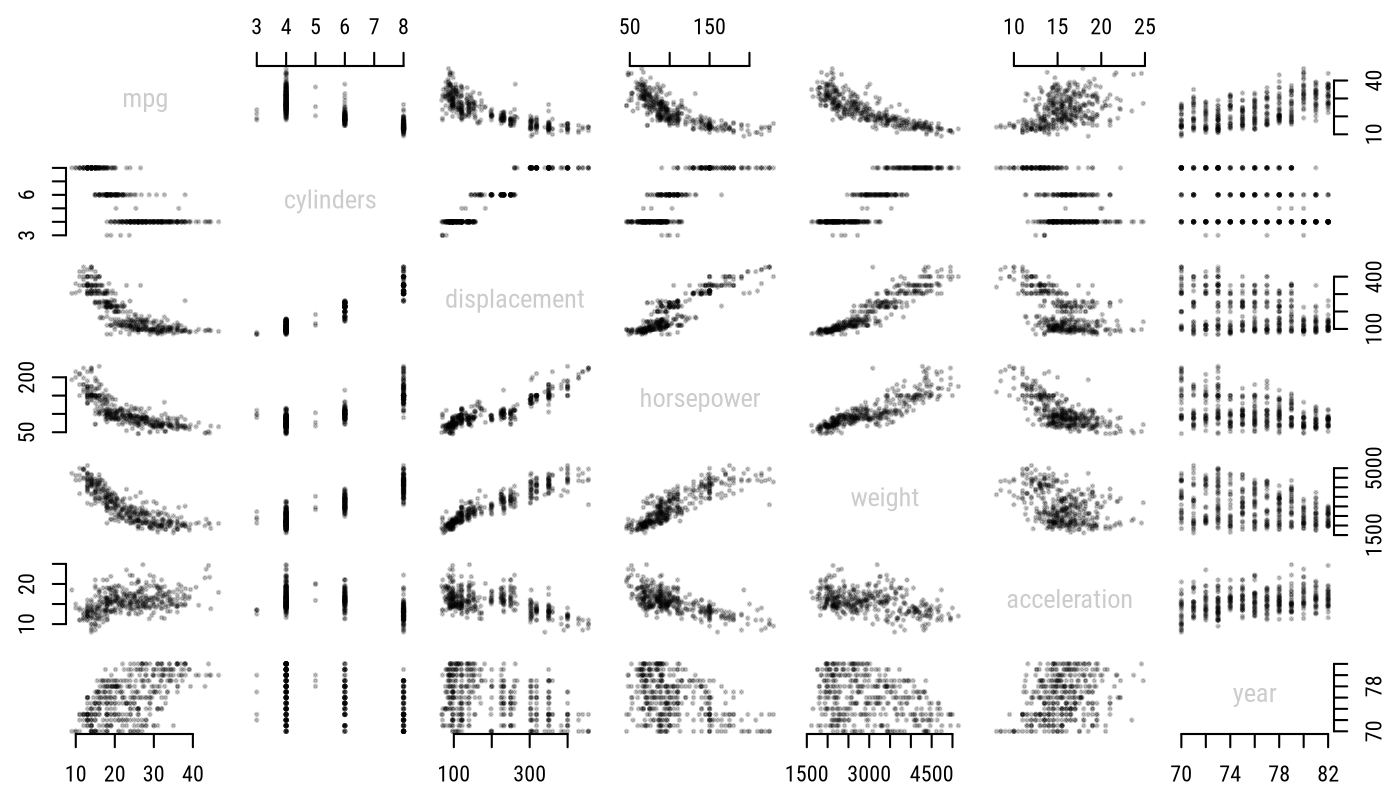 3 4 5 6 7 8 50 150 10 15 20 25
mpg 10 40
3 6 cylinders
displacement 100 400
50 200 horsepower
weight 1500 5000
10 20 acceleration
year 70 78
10 20 30 40 100 300 1500 3000 4500 70 74 78 82